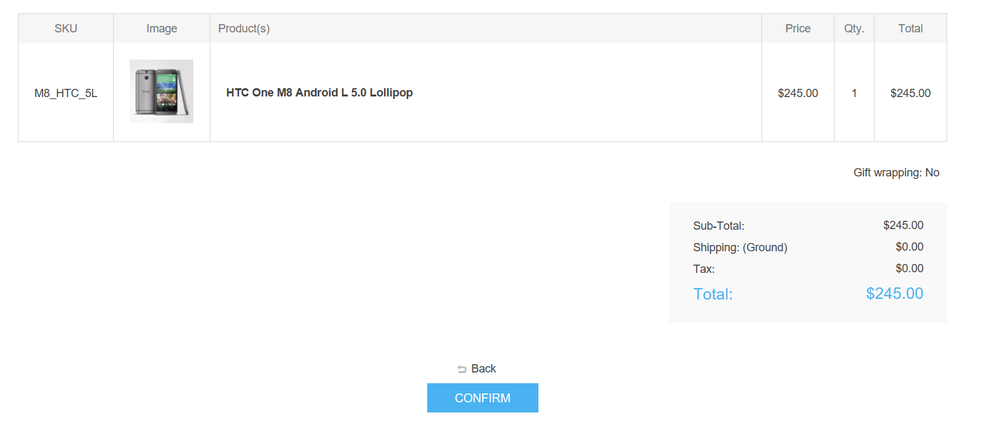 SKU Image Product(s) Price Qty. Total
M8_HTC_5L HTC One M8 Android L 5.0 Lollipop $245.00 1 $245.00
Gift wrapping: No
Sub-Total: $245.00
Shipping: (Ground) $0.00
Tax: $0.00
Total: $245.00
Back
CONFIRM